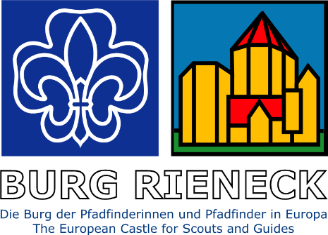 BURG RIENECK
Die Burg der Pfadfinderinnen und Pfadfinder in Europa
The European Castle for Scouts and Guides